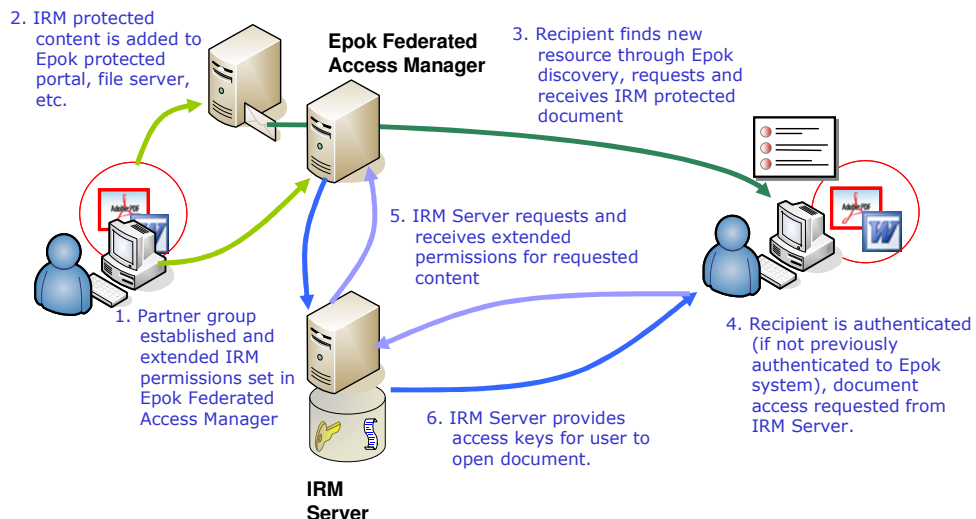 2. IRM protected
content is added to
Epok protected
portal, file server,
etc.
Epok Federated
Access Manager
3. Recipient finds new
resource through Epok
discovery, requests and
receives IRM protected
document
Adobe PDF
W
Adobe PDF
W
5. IRM Server requests and
receives extended
permissions for requested
content
1. Partner group
established and
extended IRM
permissions set in
Epok Federated
Access Manager
4. Recipient is authenticated
(if not previously
authenticated to Epok
system), document
access requested from
IRM Server.
6. IRM Server provides
access keys for user to
open document.
IRM
Server